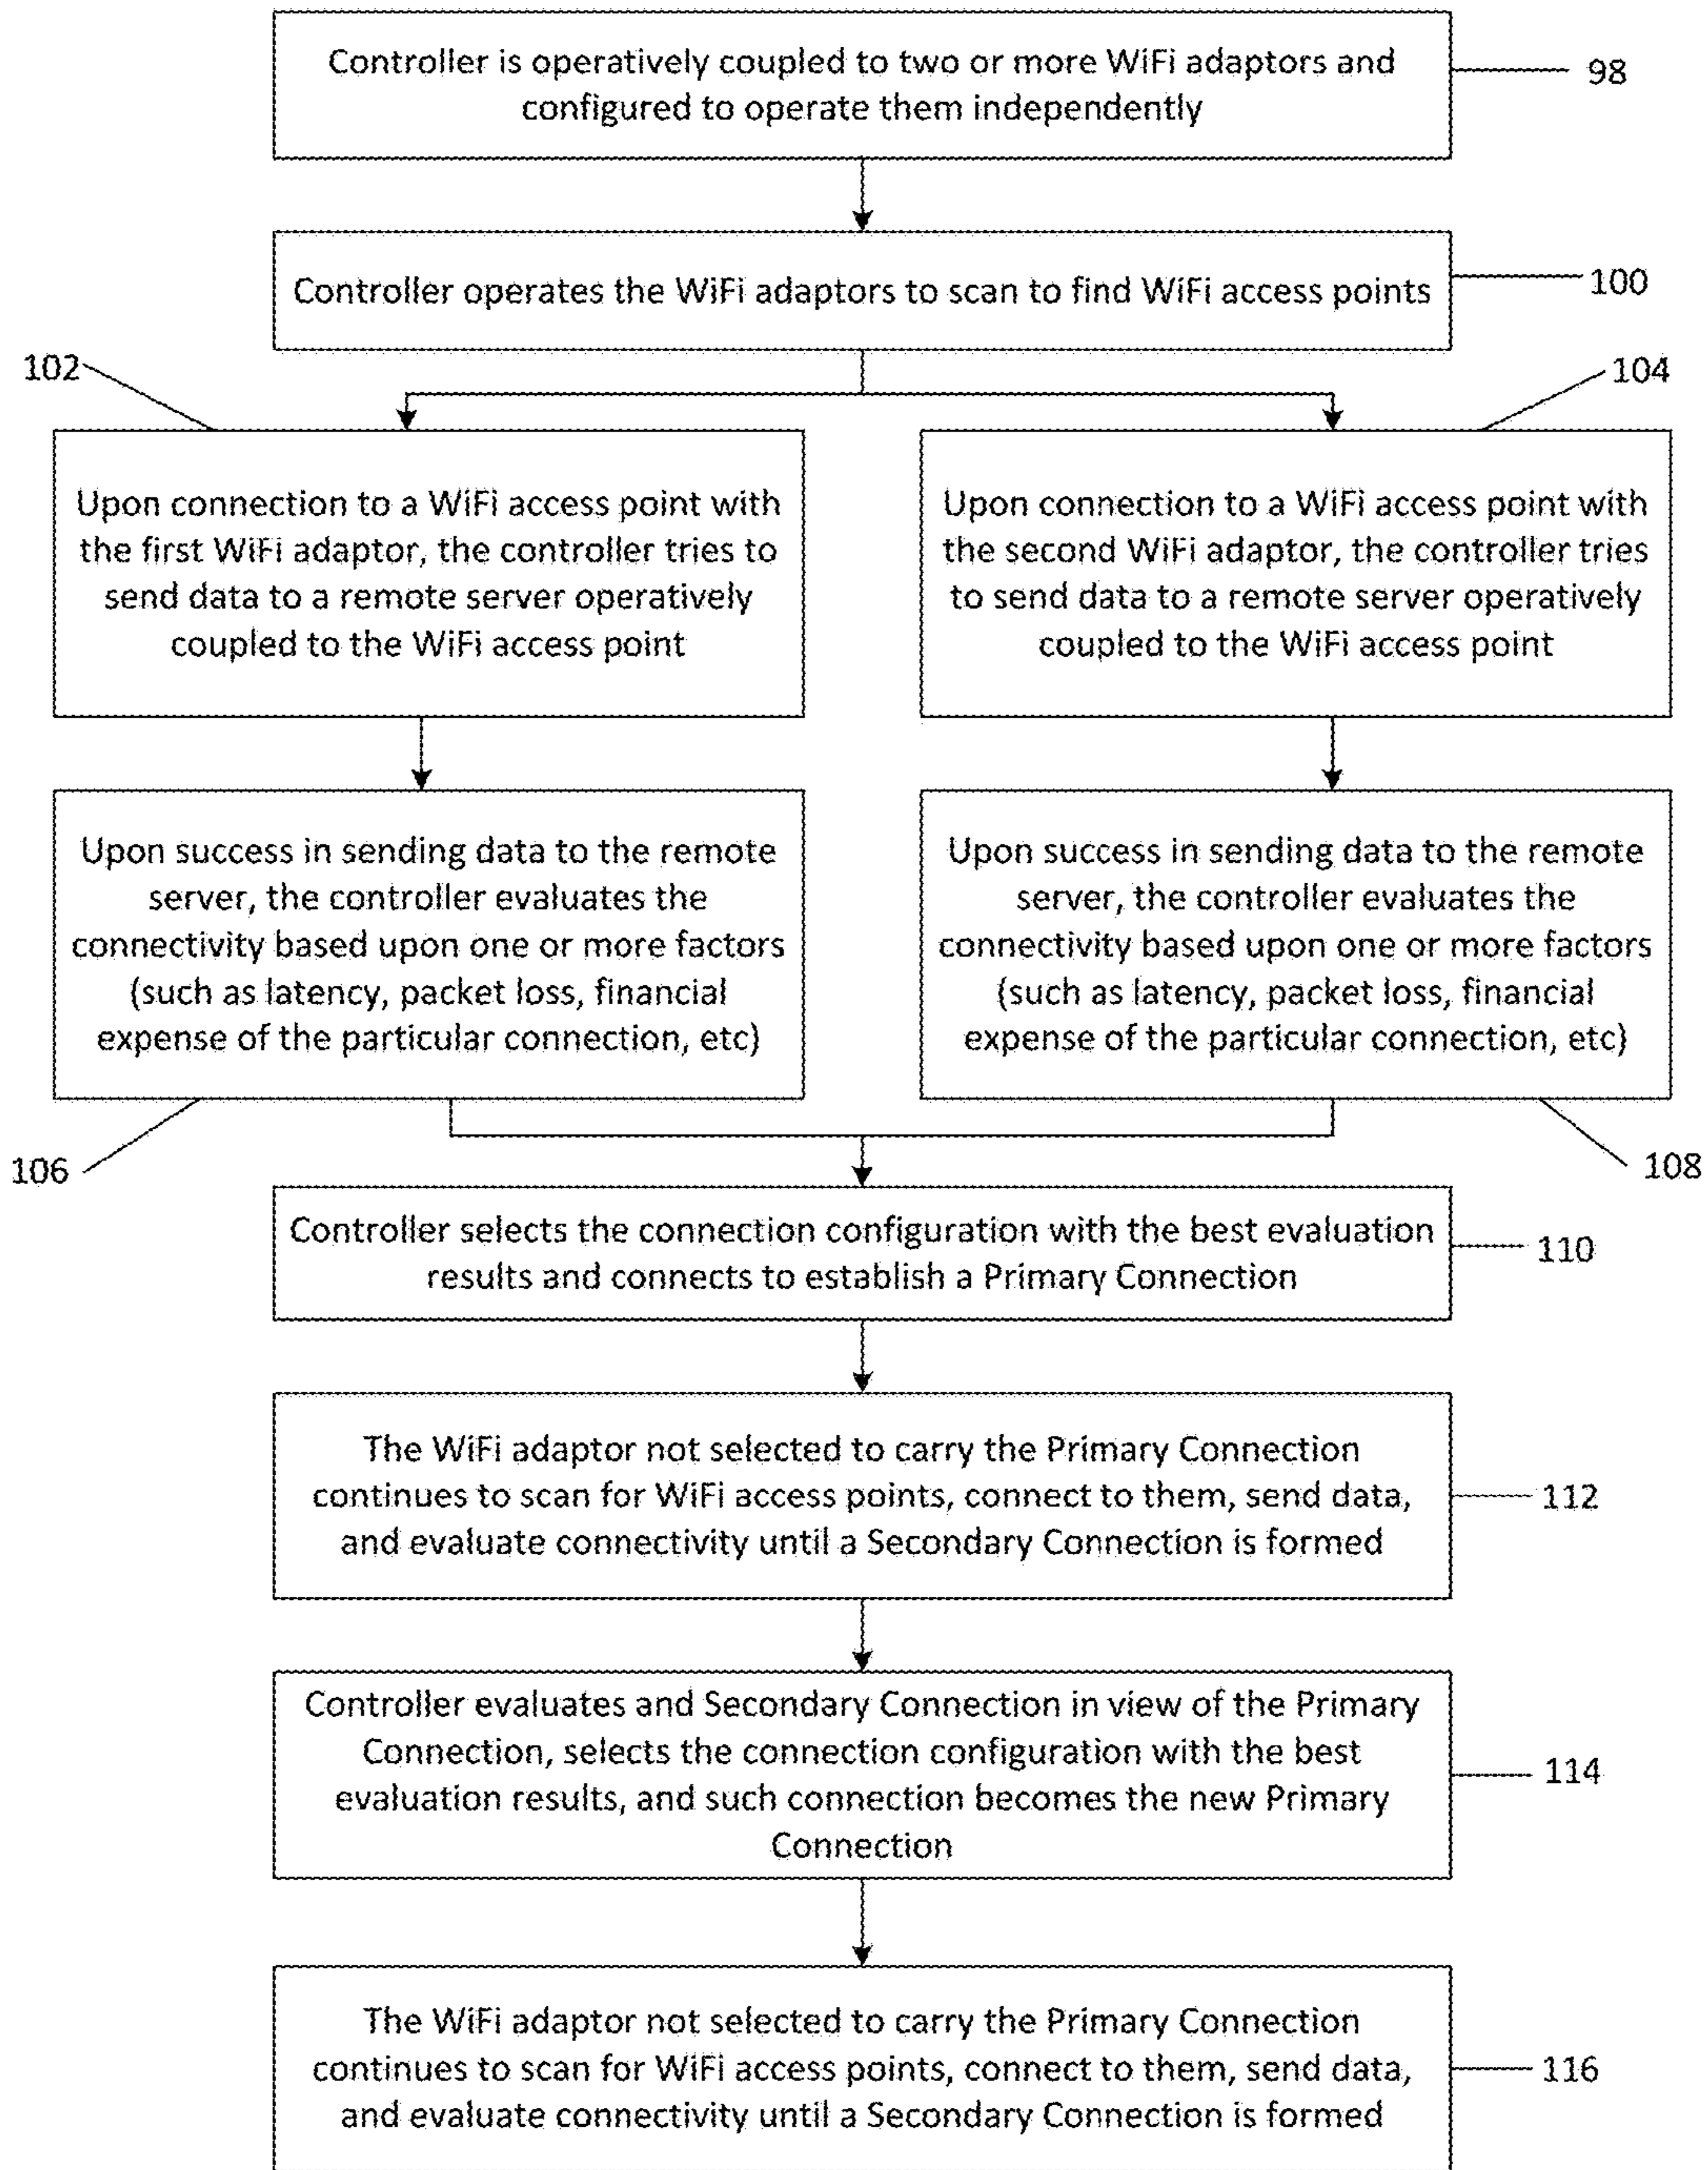 Controller is operatively coupled to two or more WiFi adaptors and
configured to operate them independently
98
Controller operates the WiFi adaptors to scan to find WiFi access points
100
102
104
Upon connection to a WiFi access point with
the first WiFi adaptor, the controller tries to
send data to a remote server operatively
coupled to the WiFi access point
Upon connection to a WiFi access point with
the second WiFi adaptor, the controller tries
to send data to a remote server operatively
coupled to the WiFi access point
Upon success in sending data to the remote
server, the controller evaluates the
connectivity based upon one or more factors
(such as latency, packet loss, financial
expense of the particular connection, etc)
Upon success in sending data to the remote
server, the controller evaluates the
connectivity based upon one or more factors
(such as latency, packet loss, financial
expense of the particular connection, etc)
106
108
Controller selects the connection configuration with the best evaluation
results and connects to establish a Primary Connection
110
The WiFi adaptor not selected to carry the Primary Connection
continues to scan for WiFi access points, connect to them, send data,
and evaluate connectivity until a Secondary Connection is formed
112
Controller evaluates and Secondary Connection in view of the Primary
Connection, selects the connection configuration with the best
evaluation results, and such connection becomes the new Primary
Connection
114
The WiFi adaptor not selected to carry the Primary Connection
continues to scan for WiFi access points, connect to them, send data,
and evaluate connectivity until a Secondary Connection is formed
116